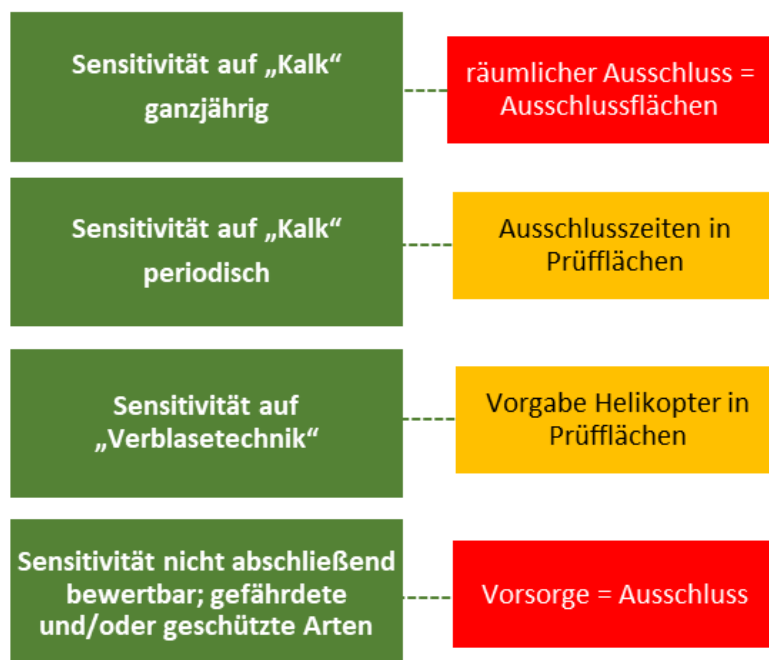 Sensitivität auf „Kalk“
ganzjährig
räumlicher Ausschluss =
Ausschlussflächen
Sensitivität auf „Kalk“
periodisch
Ausschlusszeiten in
Prüfflächen
Sensitivität auf
„Verblasetechnik“
Vorgabe Helikopter in
Prüfflächen
Sensitivität nicht abschließend
bewertbar; gefährdete
und/oder geschützte Arten
Vorsorge = Ausschluss